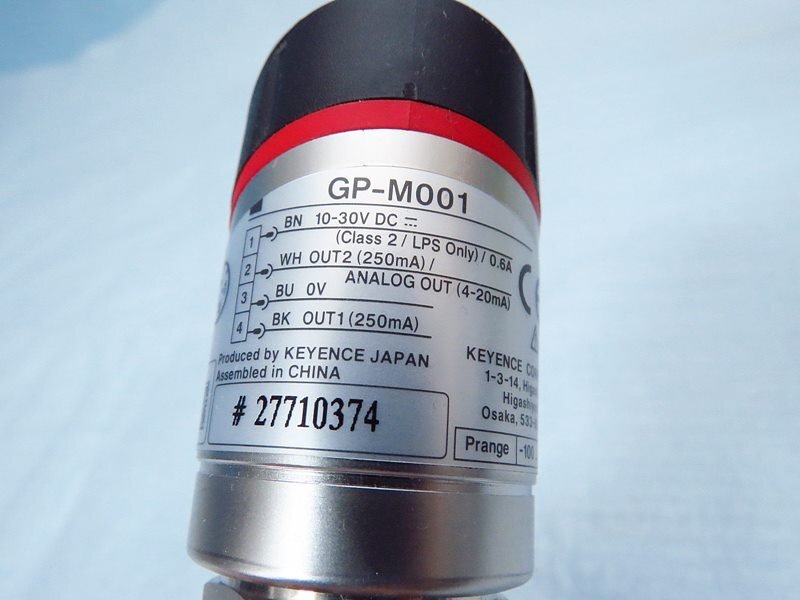 GP-M001
1 BN 10-30V DC ⎓
(Class 2 / LPS Only) / 0.6A
2 WH OUT2 (250mA) /
ANALOG OUT (4-20mA)
3 BU 0V
4 BK OUT1 (250mA)
Produced by KEYENCE JAPAN
Assembled in CHINA
# 27710374
CE
KEYENCE
1-3-14,
Osaka,
Prange -100